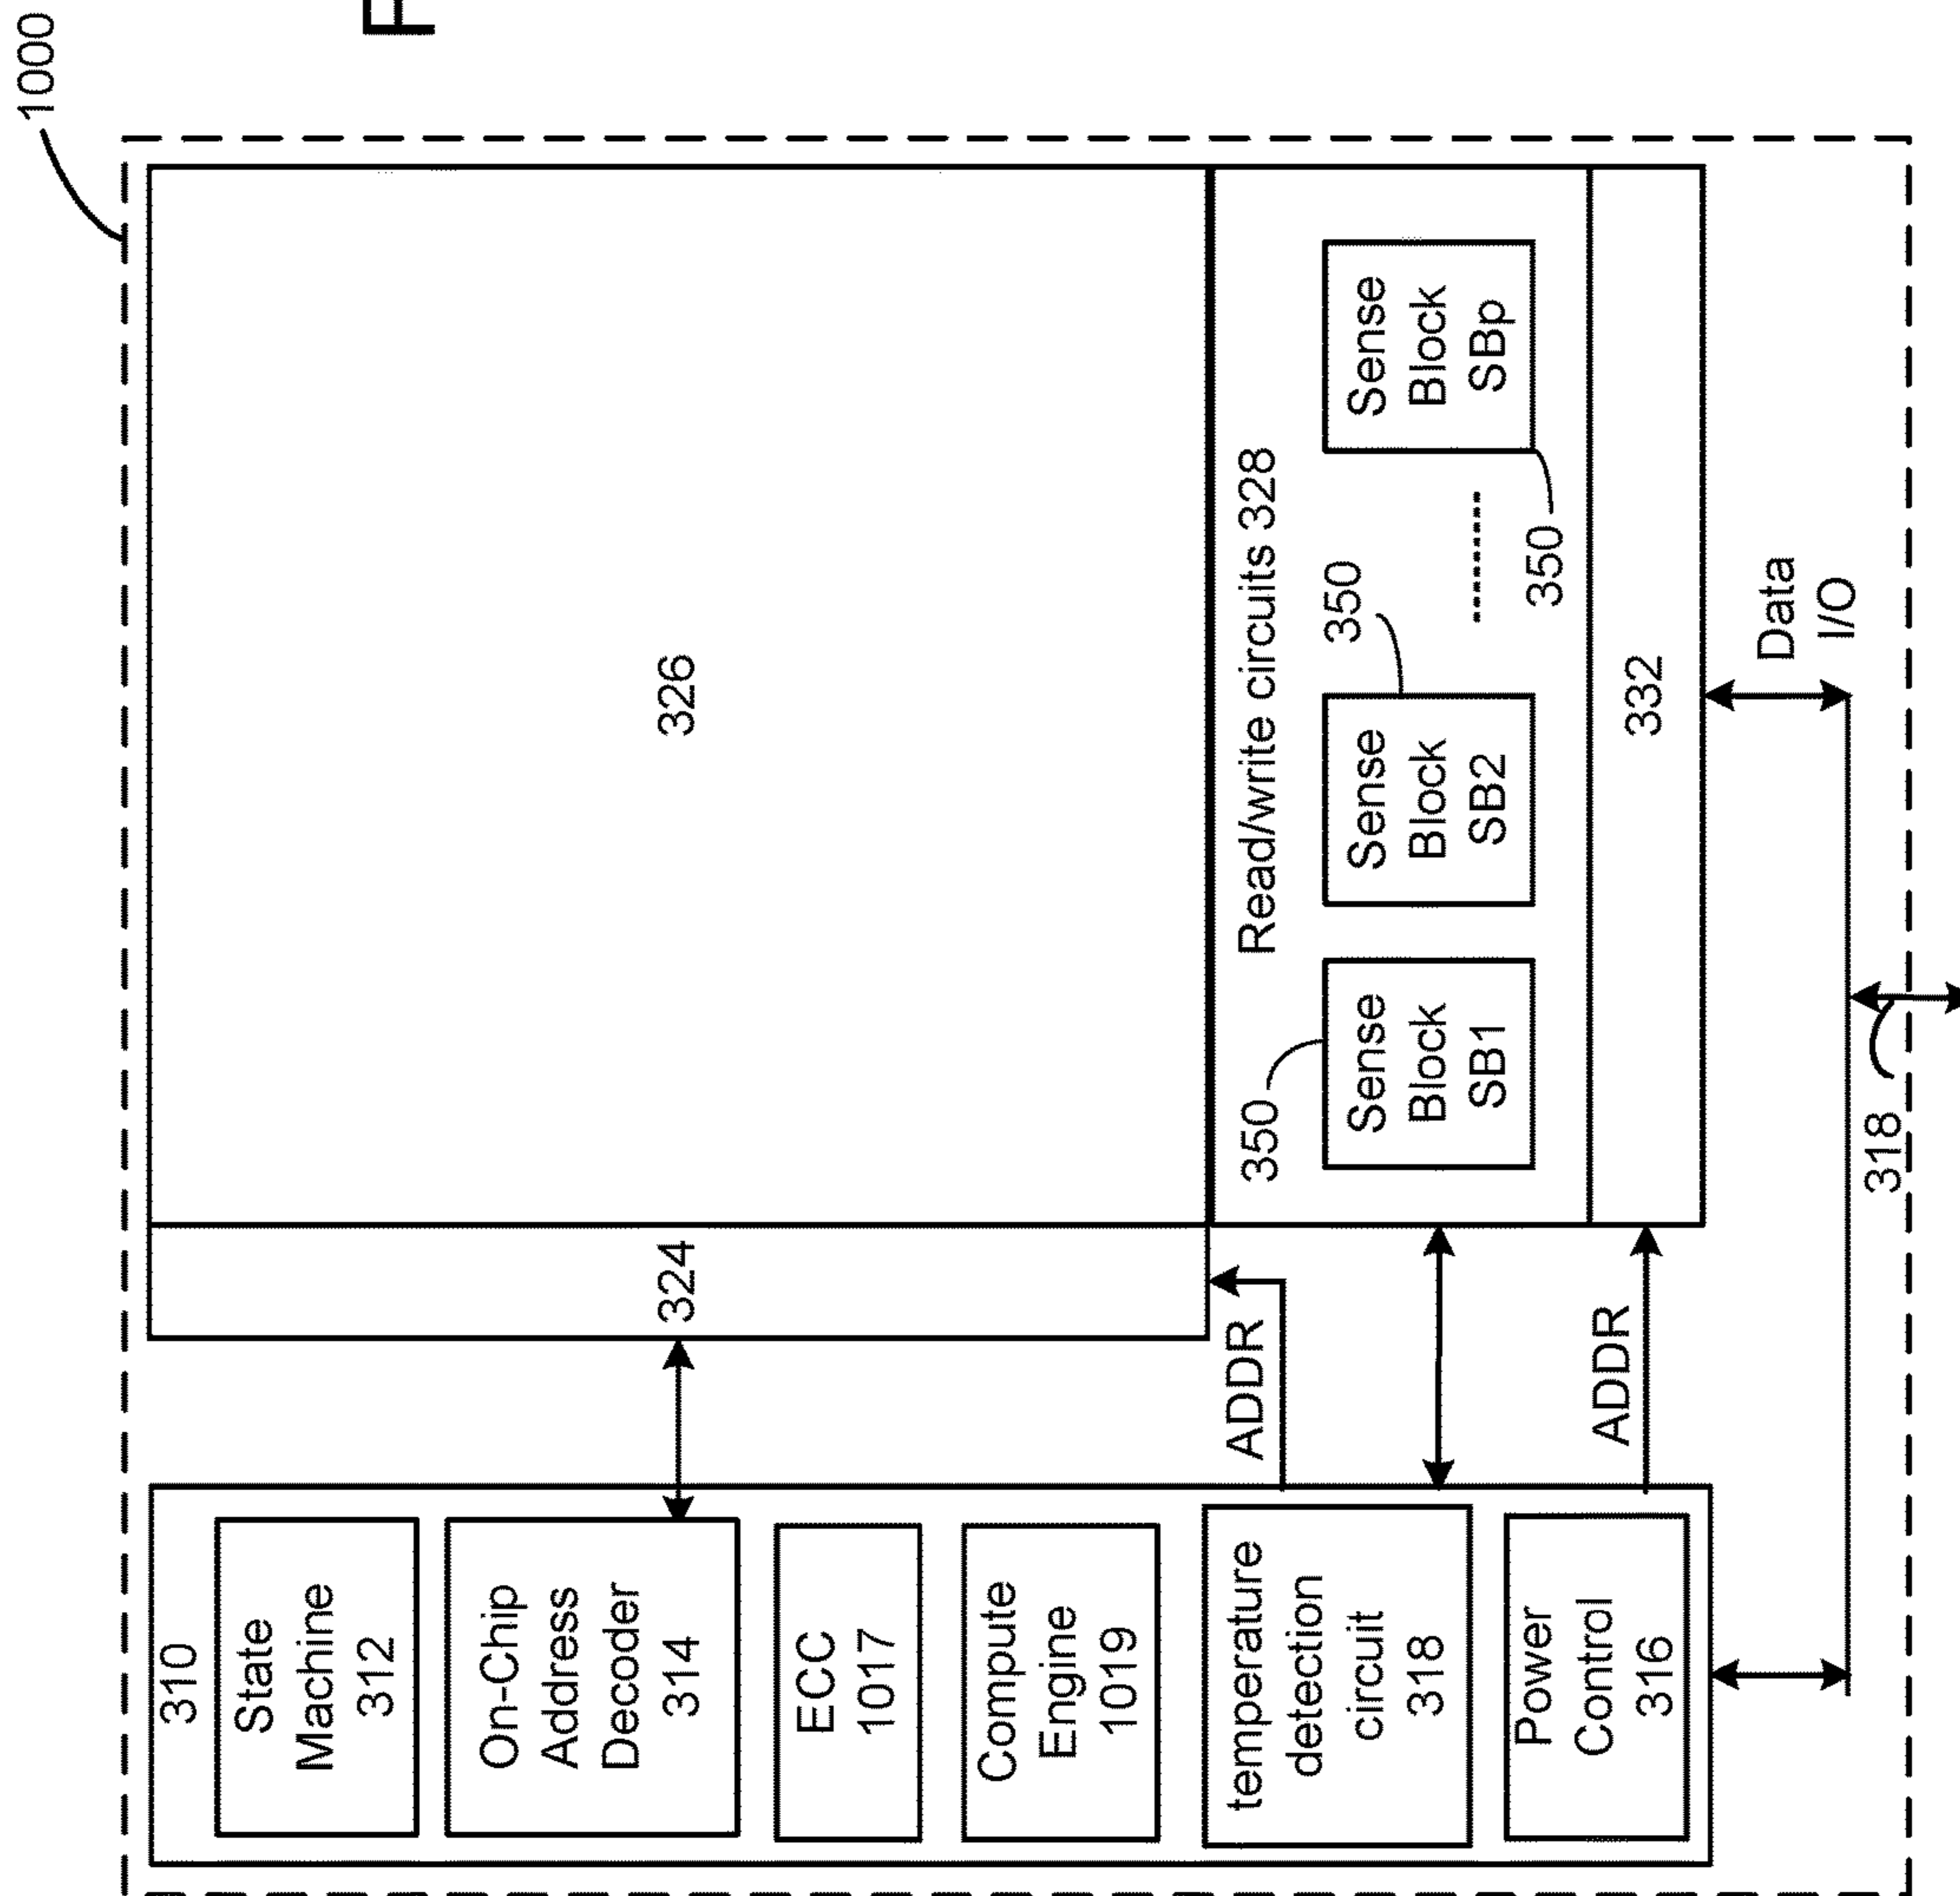 1000
F
310
State
Machine
312
On-Chip
Address
Decoder
314
ECC
1017
Compute
Engine
1019
temperature
detection
circuit
318
Power
Control
316
324
326
ADDR
ADDR
Read/write circuits 328
350
Sense
Block
SB1
350
Sense
Block
SB2
350
Sense
Block
SBp
332
Data
I/O
318